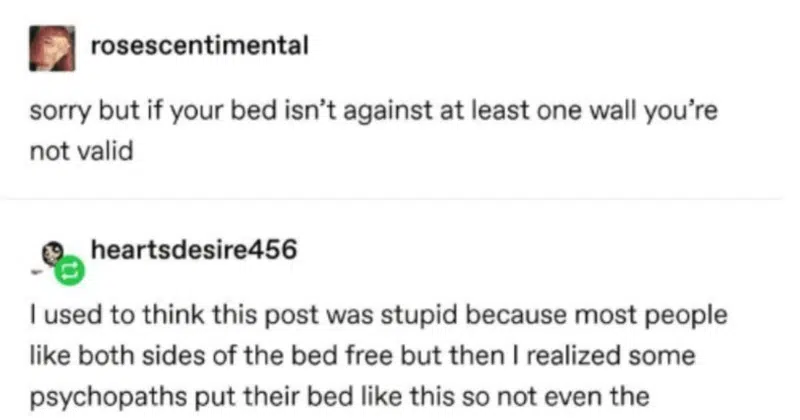 rosescentimental
sorry but if your bed isn't against at least one wall you're
not valid
heartsdesire456
I used to think this post was stupid because most people
like both sides of the bed free but then I realized some
psychopaths put their bed like this so not even the